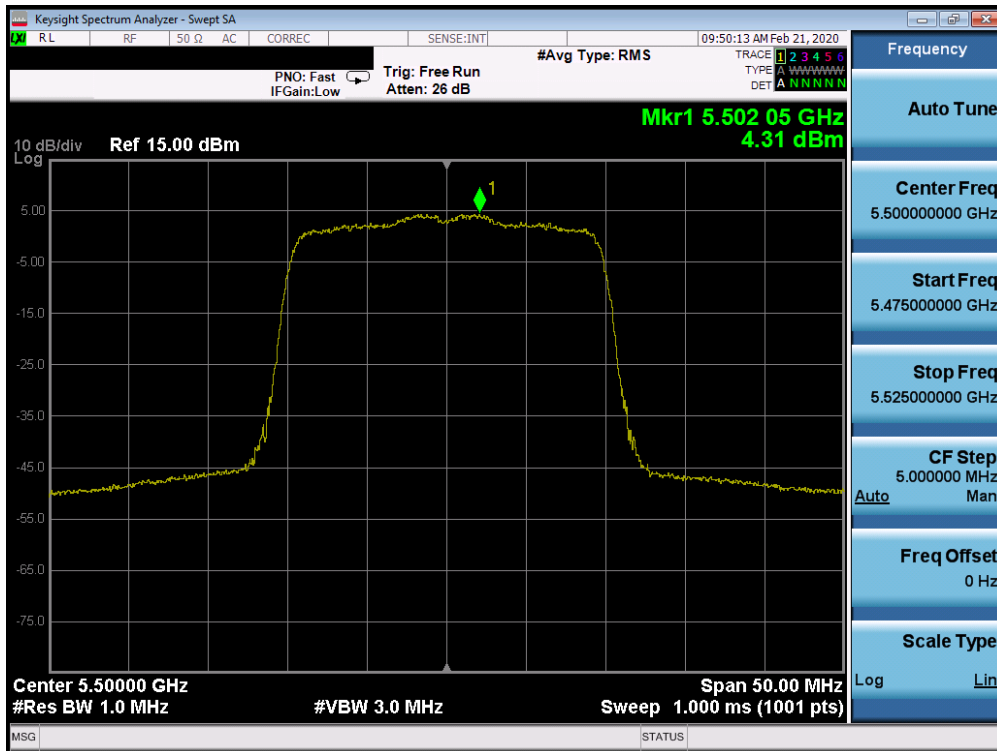 Keysight Spectrum Analyzer - Swept SA
LXI RL RF 50 Ω AC CORREC SENSE:INT 09:50:13 AM Feb 21, 2020
#Avg Type: RMS TRACE 1 2 3 4 5 6
PNO: Fast Trig: Free Run TYPE A WWWWW
IFGain:Low Atten: 26 dB DET A N N N N N
Mkr1 5.502 05 GHz
4.31 dBm
10 dB/div Ref 15.00 dBm
Log
1
5.00
-5.00
-15.0
-25.0
-35.0
-45.0
-55.0
-65.0
-75.0
Center 5.50000 GHz Span 50.00 MHz
#Res BW 1.0 MHz #VBW 3.0 MHz Sweep 1.000 ms (1001 pts)
MSG STATUS
Frequency
Auto Tune
Center Freq
5.500000000 GHz
Start Freq
5.475000000 GHz
Stop Freq
5.525000000 GHz
CF Step
5.000000 MHz
Auto Man
Freq Offset
0 Hz
Scale Type
Log Lin